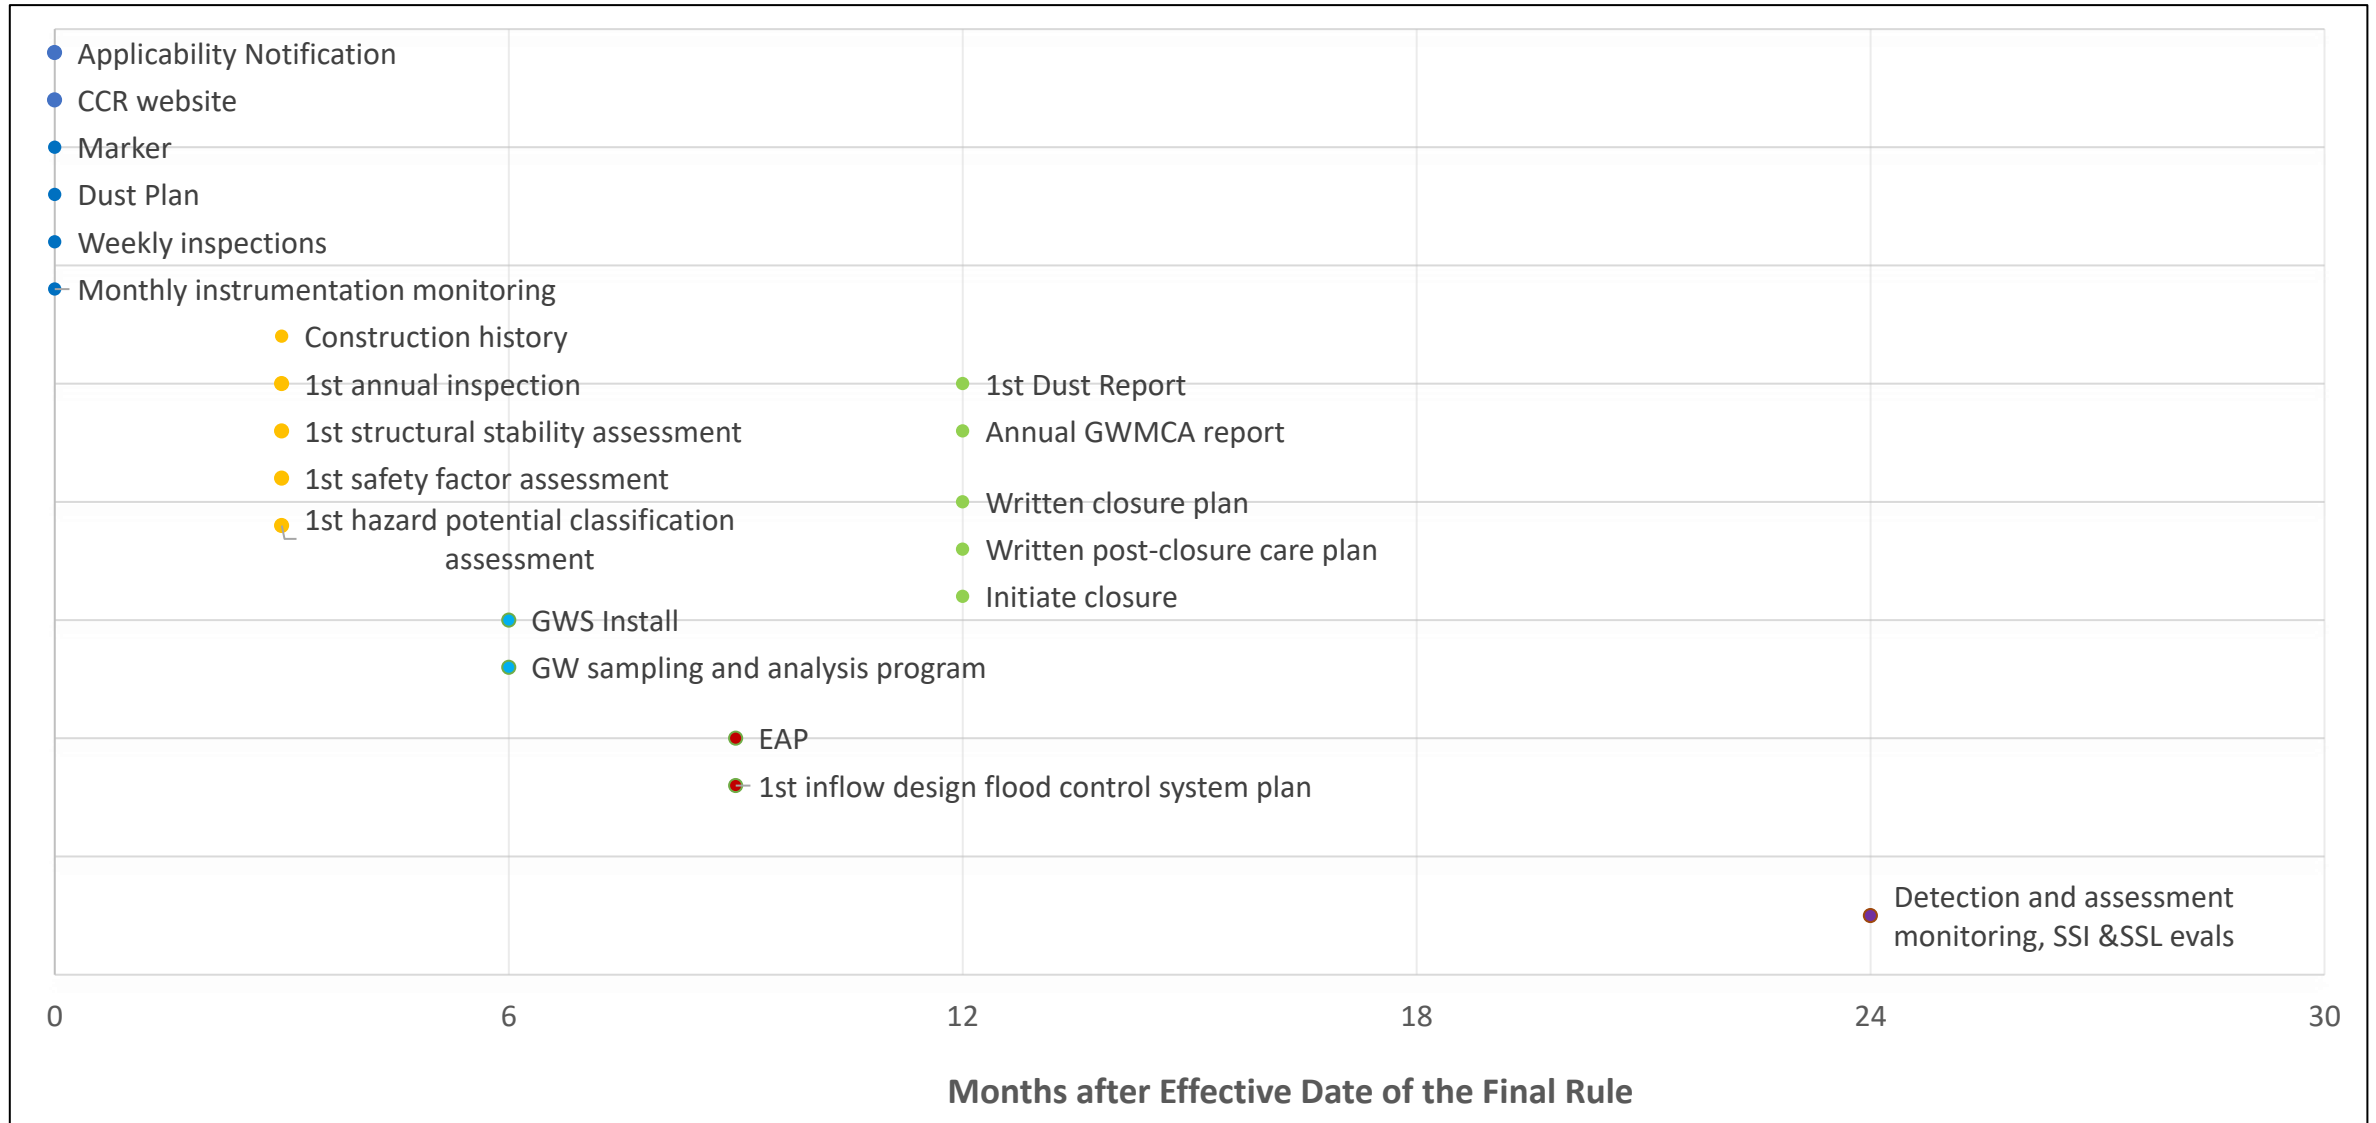 Applicability Notification
CCR website
Marker
Dust Plan
Weekly inspections
Monthly instrumentation monitoring
Construction history
1st annual inspection
1st structural stability assessment
1st safety factor assessment
1st hazard potential classification
assessment
1st Dust Report
Annual GWMCA report
Written closure plan
Written post-closure care plan
Initiate closure
GWS Install
GW sampling and analysis program
EAP
1st inflow design flood control system plan
Detection and assessment
monitoring, SSI &SSL evals
0 6 12 18 24 30
Months after Effective Date of the Final Rule